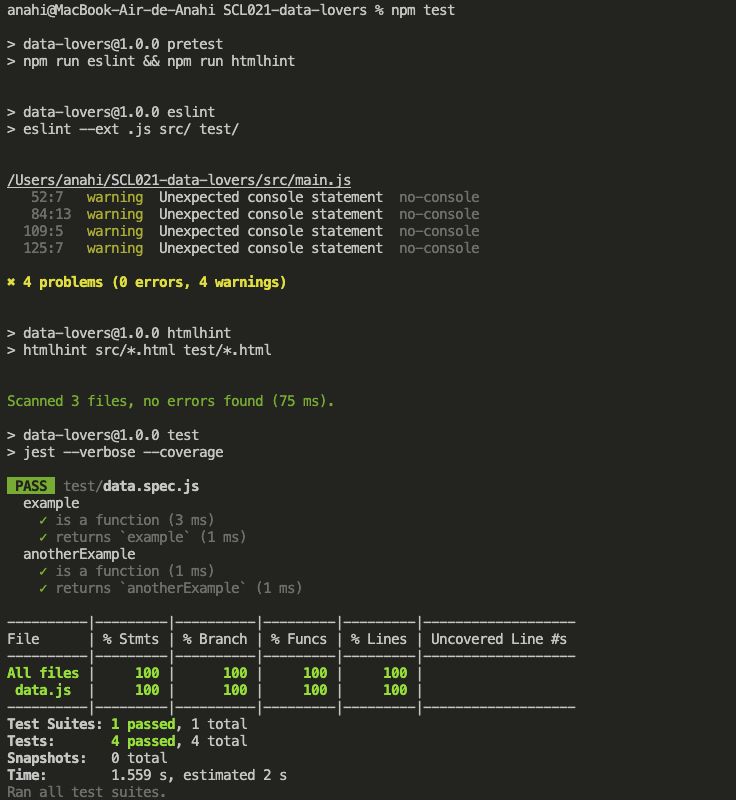 anahi@MacBook-Air-de-Anahi SCL021-data-lovers % npm test
> data-lovers@1.0.0 pretest
> npm run eslint && npm run htmlhint
> data-lovers@1.0.0 eslint
> eslint --ext .js src/ test/
/Users/anahi/SCL021-data-lovers/src/main.js
52:7 warning Unexpected console statement no-console
84:13 warning Unexpected console statement no-console
109:5 warning Unexpected console statement no-console
125:7 warning Unexpected console statement no-console
✖ 4 problems (0 errors, 4 warnings)
> data-lovers@1.0.0 htmlhint
> htmlhint src/*.html test/*.html
Scanned 3 files, no errors found (75 ms).
> data-lovers@1.0.0 test
> jest --verbose --coverage
PASS test/data.spec.js
example
✓ is a function (3 ms)
✓ returns `example` (1 ms)
anotherExample
✓ is a function (1 ms)
✓ returns `anotherExample` (1 ms)
----------|---------|----------|---------|---------|-------------------
File      | % Stmts | % Branch | % Funcs | % Lines | Uncovered Line #s
----------|---------|----------|---------|---------|-------------------
All files |     100 |      100 |     100 |     100 |
 data.js  |     100 |      100 |     100 |     100 |
----------|---------|----------|---------|---------|-------------------
Test Suites: 1 passed, 1 total
Tests:       4 passed, 4 total
Snapshots:   0 total
Time:        1.559 s, estimated 2 s
Ran all test suites.